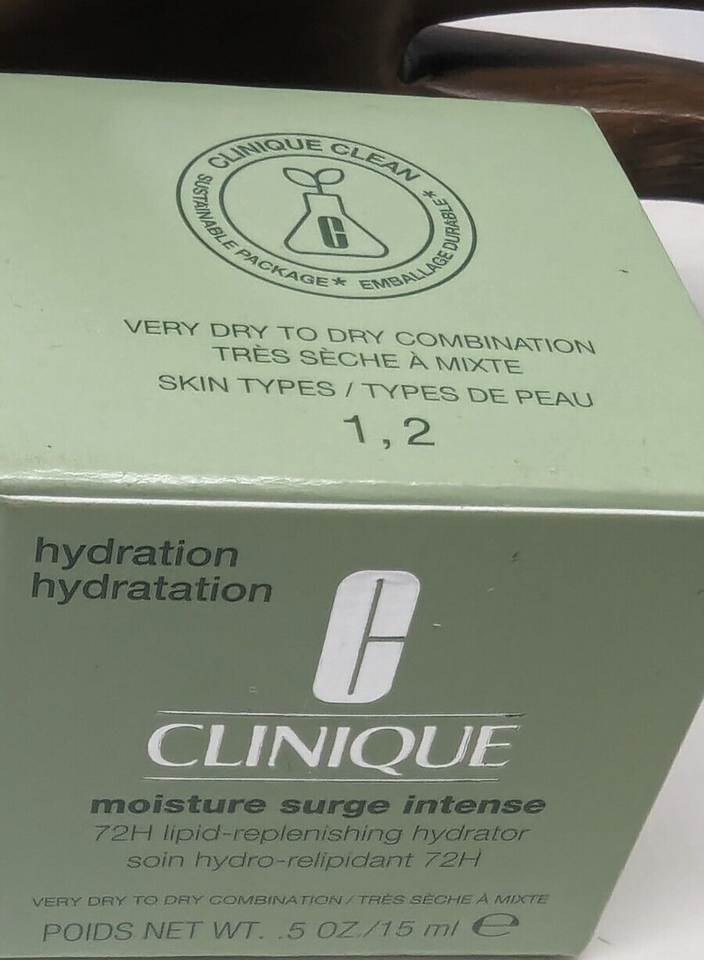 CLINIQUE CLEAN
SUSTAINABLE PACKAGE* EMBALLAGE DURABLE*
C
VERY DRY TO DRY COMBINATION
TRÈS SÈCHE À MIXTE
SKIN TYPES / TYPES DE PEAU
1, 2
hydration
hydratation
C
CLINIQUE
moisture surge intense
72H lipid-replenishing hydrator
soin hydro-relipidant 72H
VERY DRY TO DRY COMBINATION / TRÈS SÈCHE À MIXTE
POIDS NET WT. .5 OZ./15 ml e